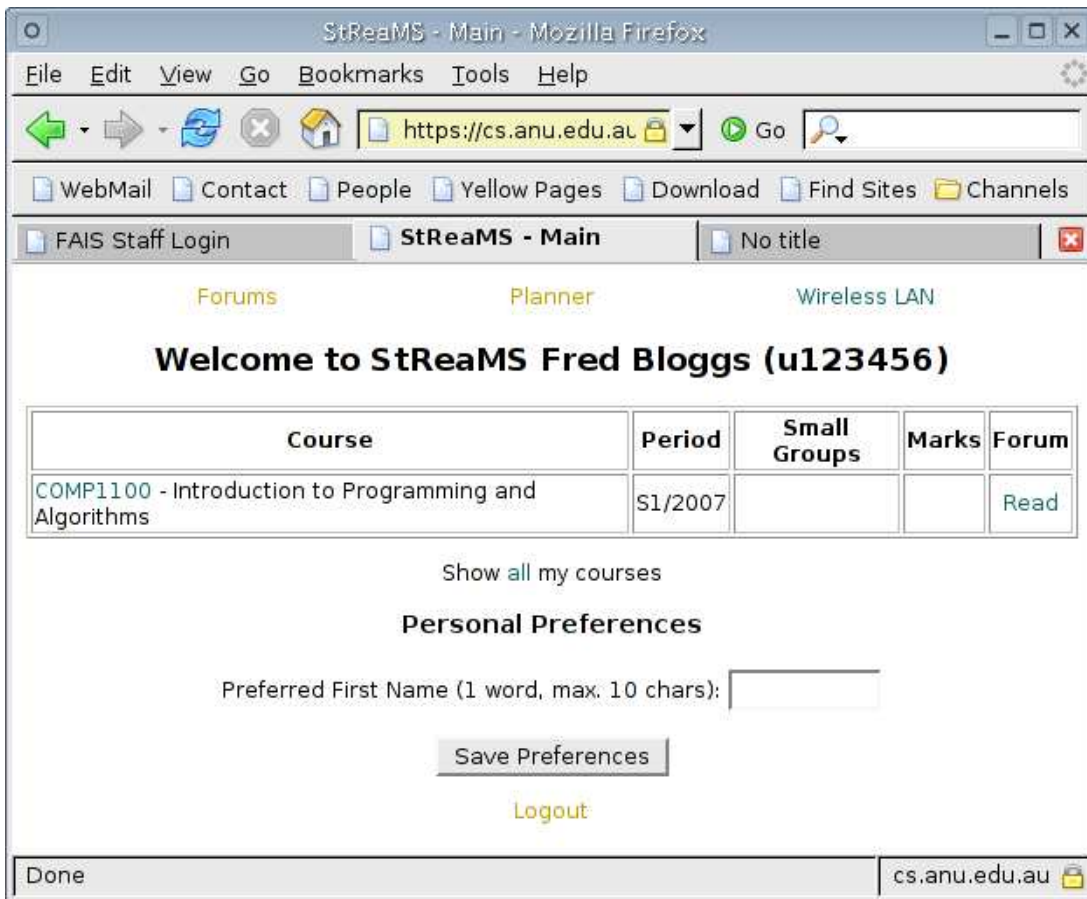 StReaMS - Main - Mozilla Firefox
File Edit View Go Bookmarks Tools Help
https://cs.anu.edu.au Go
WebMail Contact People Yellow Pages Download Find Sites Channels
FAIS Staff Login StReaMS - Main No title
Forums Planner Wireless LAN
Welcome to StReaMS Fred Bloggs (u123456)
Course Period Small Groups Marks Forum
COMP1100 - Introduction to Programming and
Algorithms S1/2007 Read
Show all my courses
Personal Preferences
Preferred First Name (1 word, max. 10 chars):
Save Preferences
Logout
Done cs.anu.edu.au